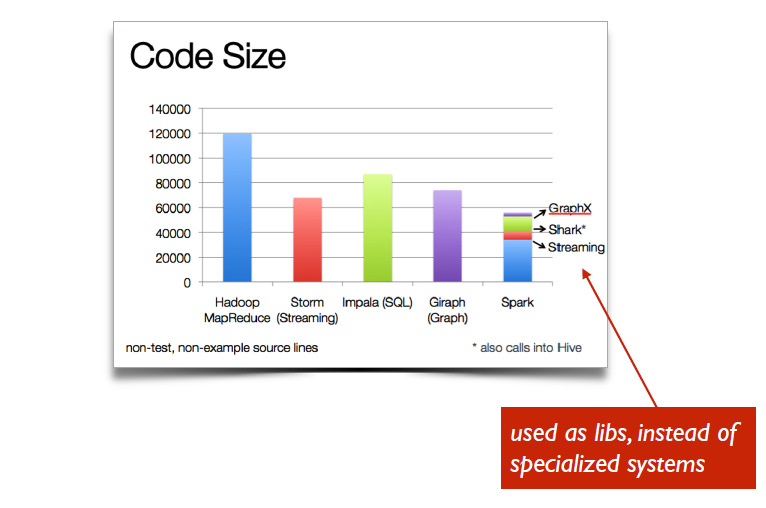 Code Size
140000
120000
100000
80000
60000
40000
20000
0
GraphX
Shark*
Streaming
Hadoop
MapReduce
Storm
(Streaming)
Impala (SQL)
Giraph
(Graph)
Spark
non-test, non-example source lines
* also calls into Hive
used as libs, instead of
specialized systems